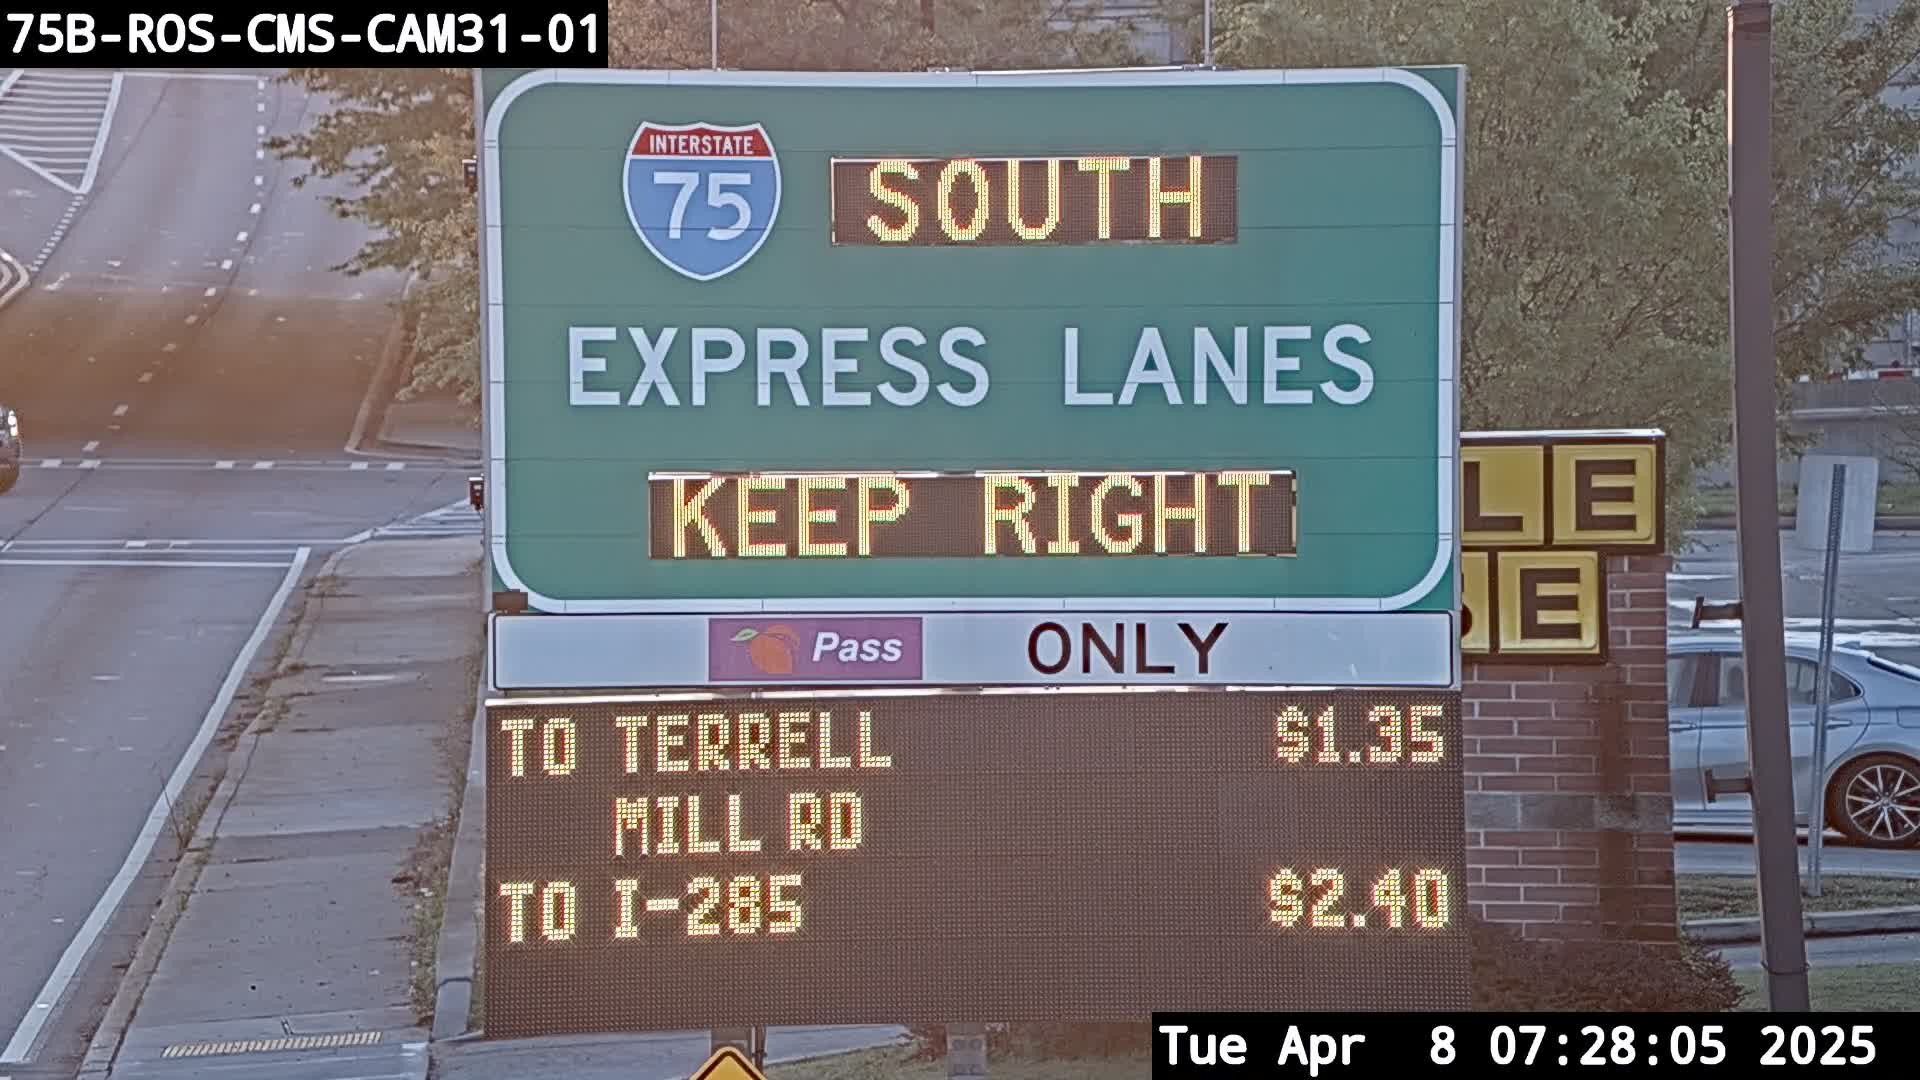 75B-ROS-CMS-CAM31-01
INTERSTATE
75
SOUTH
EXPRESS LANES
KEEP RIGHT
Pass ONLY
TO TERRELL $1.35
MILL RD
TO I-285 $2.40
LE
E
Tue Apr 8 07:28:05 2025